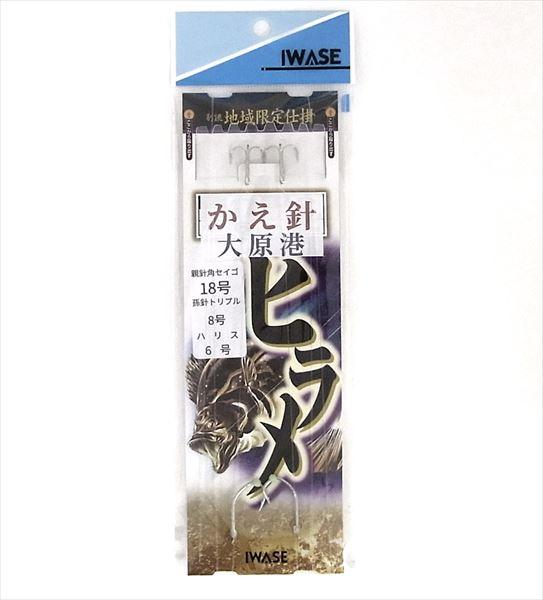 IWASE
別誂 地域限定仕掛
かえ針
大原港
親針角セイゴ
18号
孫針トリプル
8号
ハリス
6号
ヒラメ
IWASE